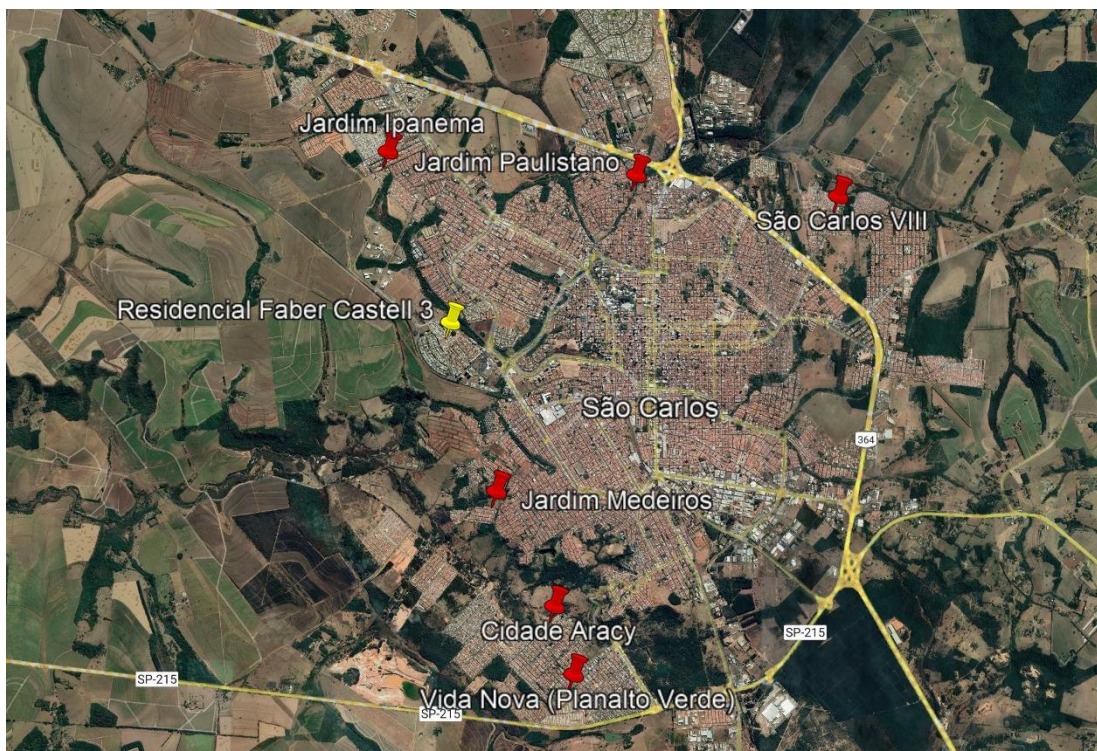 Jardim Ipanema
Jardim Paulistano
São Carlos VIII
Residencial Faber Castell 3
São Carlos
364
Jardim Medeiros
Cidade Aracy
SP-215
SP-215
Vida Nova (Planalto Verde)
SP-215